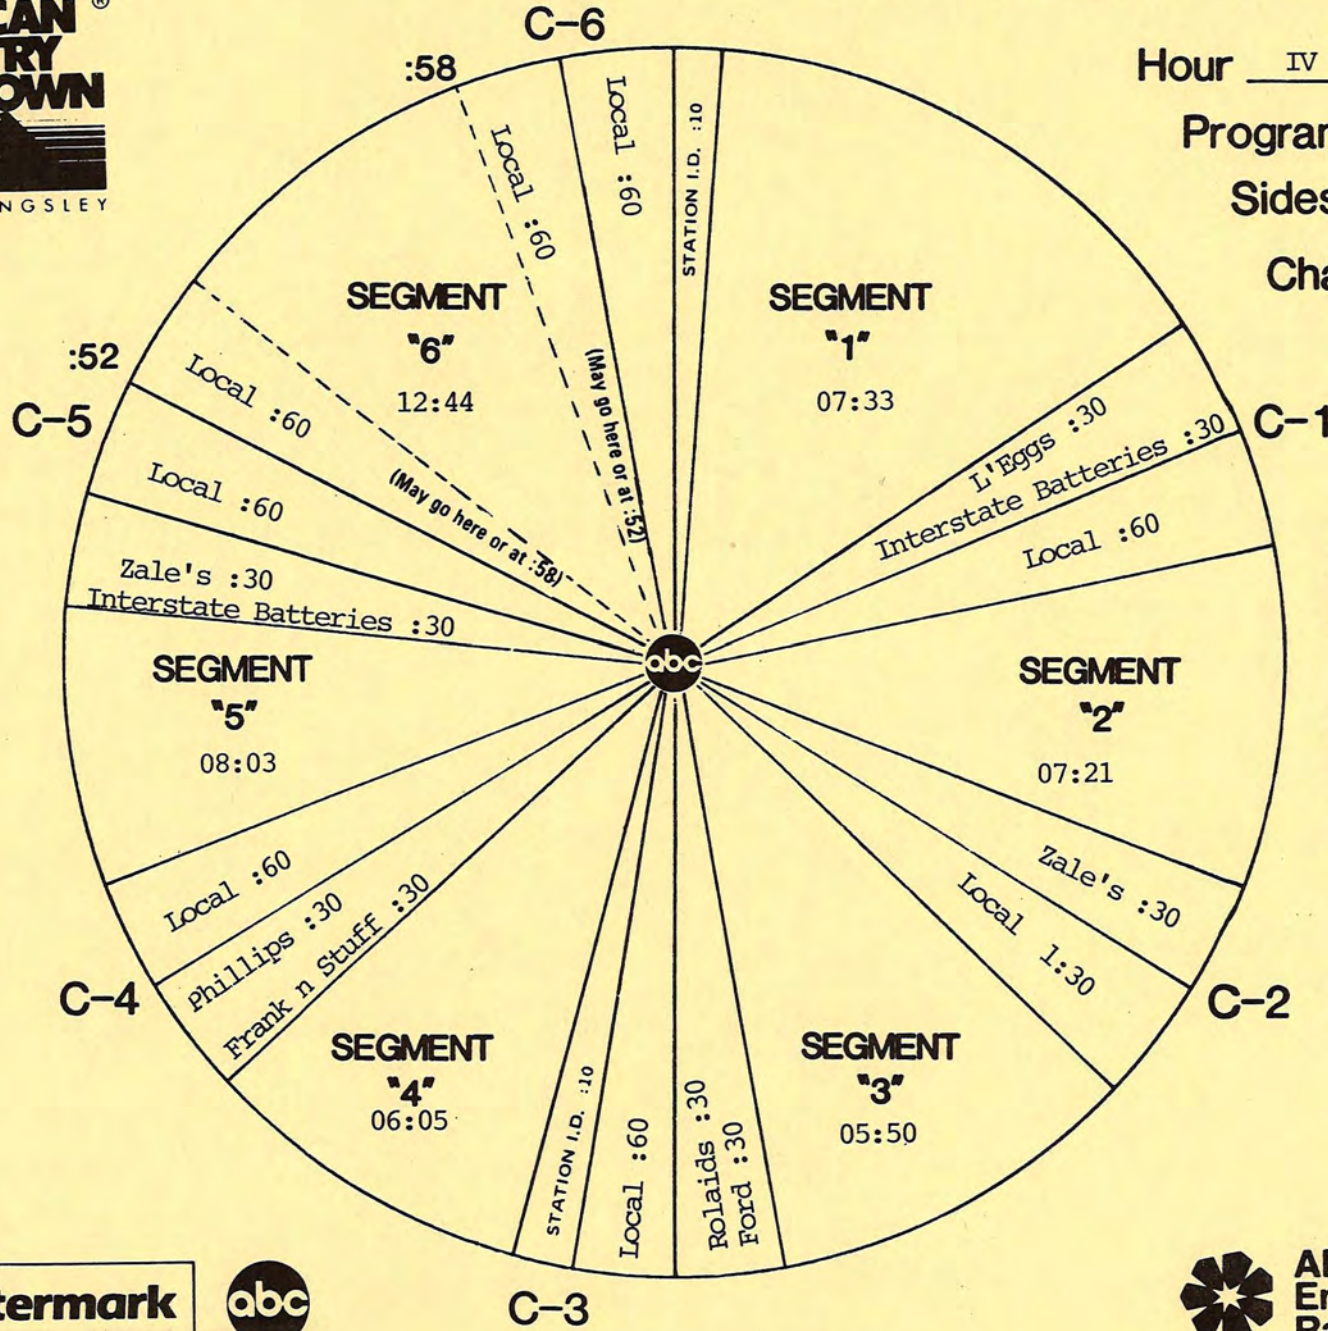 C-6
:58
Hour IV
OWN
NGSLEY
Sides
Local :60
Local :60
STATION I.D. :10
SEGMENT
"6"
12:44
SEGMENT
"1"
07:33
:52
C-5
Local :60
(May go here or at :58)
(May go here or at :52)
Local :60
Zale's :30
Interstate Batteries :30
L'Eggs :30
Interstate Batteries :30
C-1
Local :60
abc
SEGMENT
"5"
08:03
SEGMENT
"2"
07:21
Local :60
Phillips :30
Frank n Stuff :30
C-4
Zale's :30
Local 1:30
C-2
SEGMENT
"4"
06:05
SEGMENT
"3"
05:50
STATION I.D. :10
Local :60
Rolaids :30
Ford :30
C-3
termark
abc